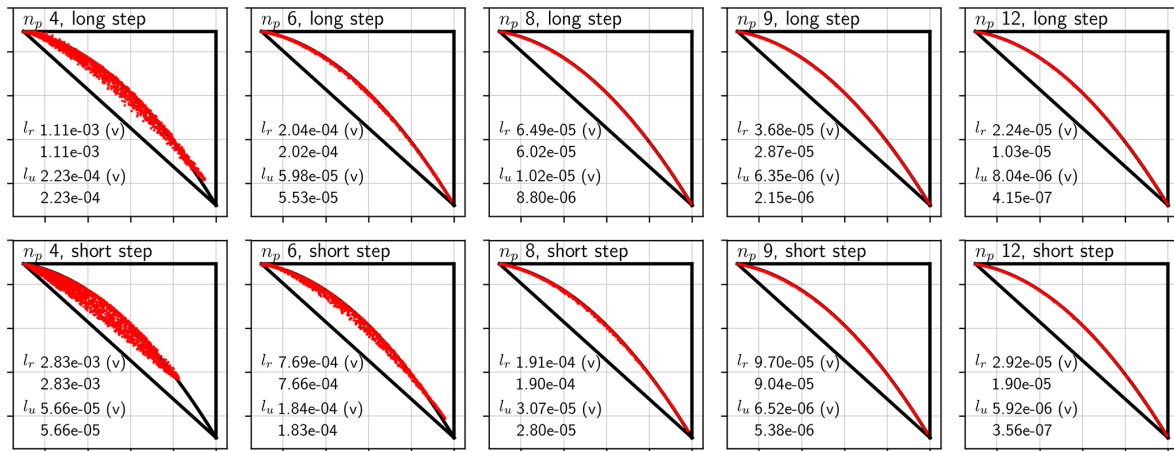 n_p 4, long step
l_r 1.11e-03 (v)
1.11e-03
l_u 2.23e-04 (v)
2.23e-04
n_p 6, long step
l_r 2.04e-04 (v)
2.02e-04
l_u 5.98e-05 (v)
5.53e-05
n_p 8, long step
l_r 6.49e-05 (v)
6.02e-05
l_u 1.02e-05 (v)
8.80e-06
n_p 9, long step
l_r 3.68e-05 (v)
2.87e-05
l_u 6.35e-06 (v)
2.15e-06
n_p 12, long step
l_r 2.24e-05 (v)
1.03e-05
l_u 8.04e-06 (v)
4.15e-07
n_p 4, short step
l_r 2.83e-03 (v)
2.83e-03
l_u 5.66e-05 (v)
5.66e-05
n_p 6, short step
l_r 7.69e-04 (v)
7.66e-04
l_u 1.84e-04 (v)
1.83e-04
n_p 8, short step
l_r 1.91e-04 (v)
1.90e-04
l_u 3.07e-05 (v)
2.80e-05
n_p 9, short step
l_r 9.70e-05 (v)
9.04e-05
l_u 6.52e-06 (v)
5.38e-06
n_p 12, short step
l_r 2.92e-05 (v)
1.90e-05
l_u 5.92e-06 (v)
3.56e-07